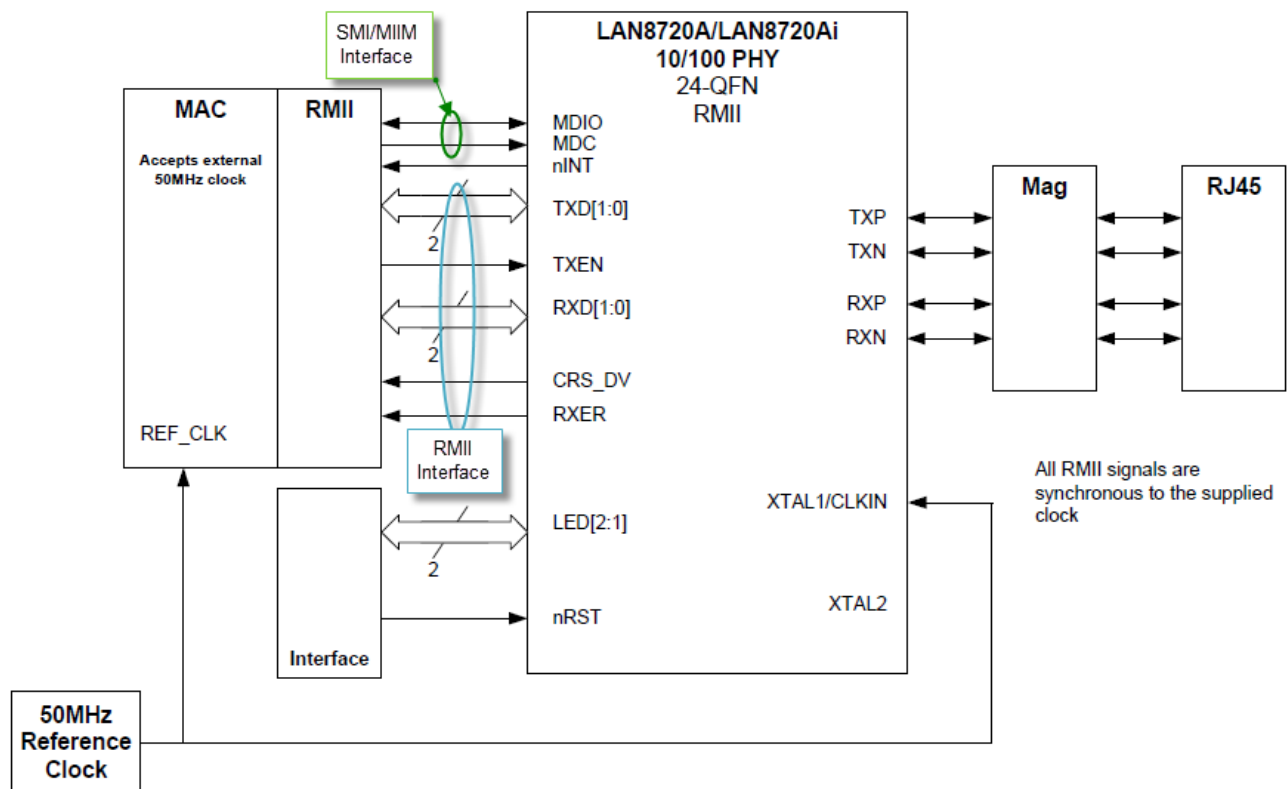 SMI/MIIM
Interface
LAN8720A/LAN8720Ai
10/100 PHY
24-QFN
RMII
MAC
RMII
Accepts external
50MHz clock
MDIO
MDC
nINT
TXD[1:0]
2
TXEN
RXD[1:0]
2
CRS_DV
RXER
REF_CLK
RMII
Interface
TXP
TXN
RXP
RXN
Mag
RJ45
All RMII signals are
synchronous to the supplied
clock
XTAL1/CLKIN
LED[2:1]
2
XTAL2
nRST
Interface
50MHz
Reference
Clock